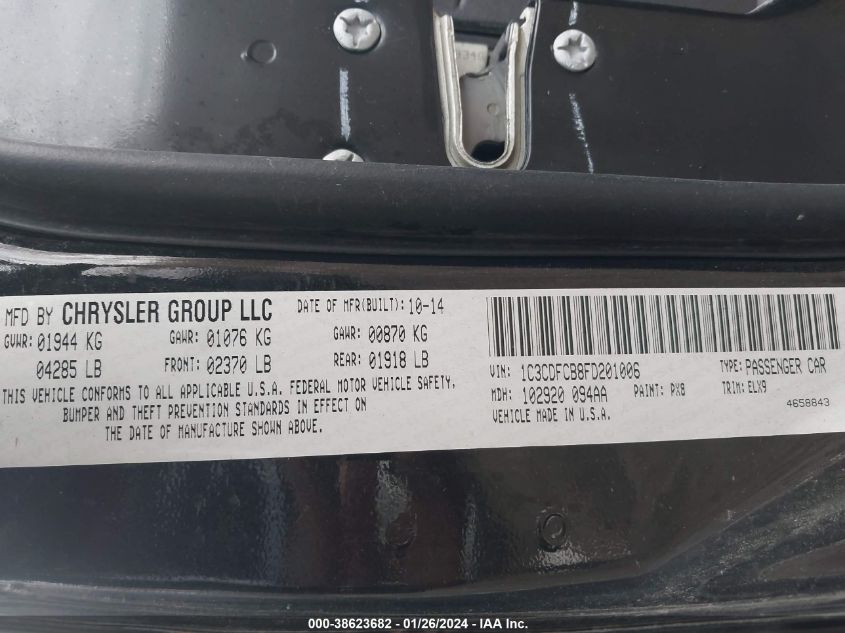 MFD BY CHRYSLER GROUP LLC DATE OF MFR(BUILT): 10-14
GVWR: 01944 KG GAWR: 01076 KG GAWR: 00870 KG
04285 LB FRONT: 02370 LB REAR: 01918 LB
THIS VEHICLE CONFORMS TO ALL APPLICABLE U.S.A. FEDERAL MOTOR VEHICLE SAFETY,
BUMPER AND THEFT PREVENTION STANDARDS IN EFFECT ON
THE DATE OF MANUFACTURE SHOWN ABOVE.
VIN: 1C3CDFCB8FD201006 TYPE: PASSENGER CAR
MDH: 102920 094AA PAINT: PX8 TRIM: ELX9
VEHICLE MADE IN U.S.A. 4658843
000-38623682 - 01/26/2024 - IAA Inc.